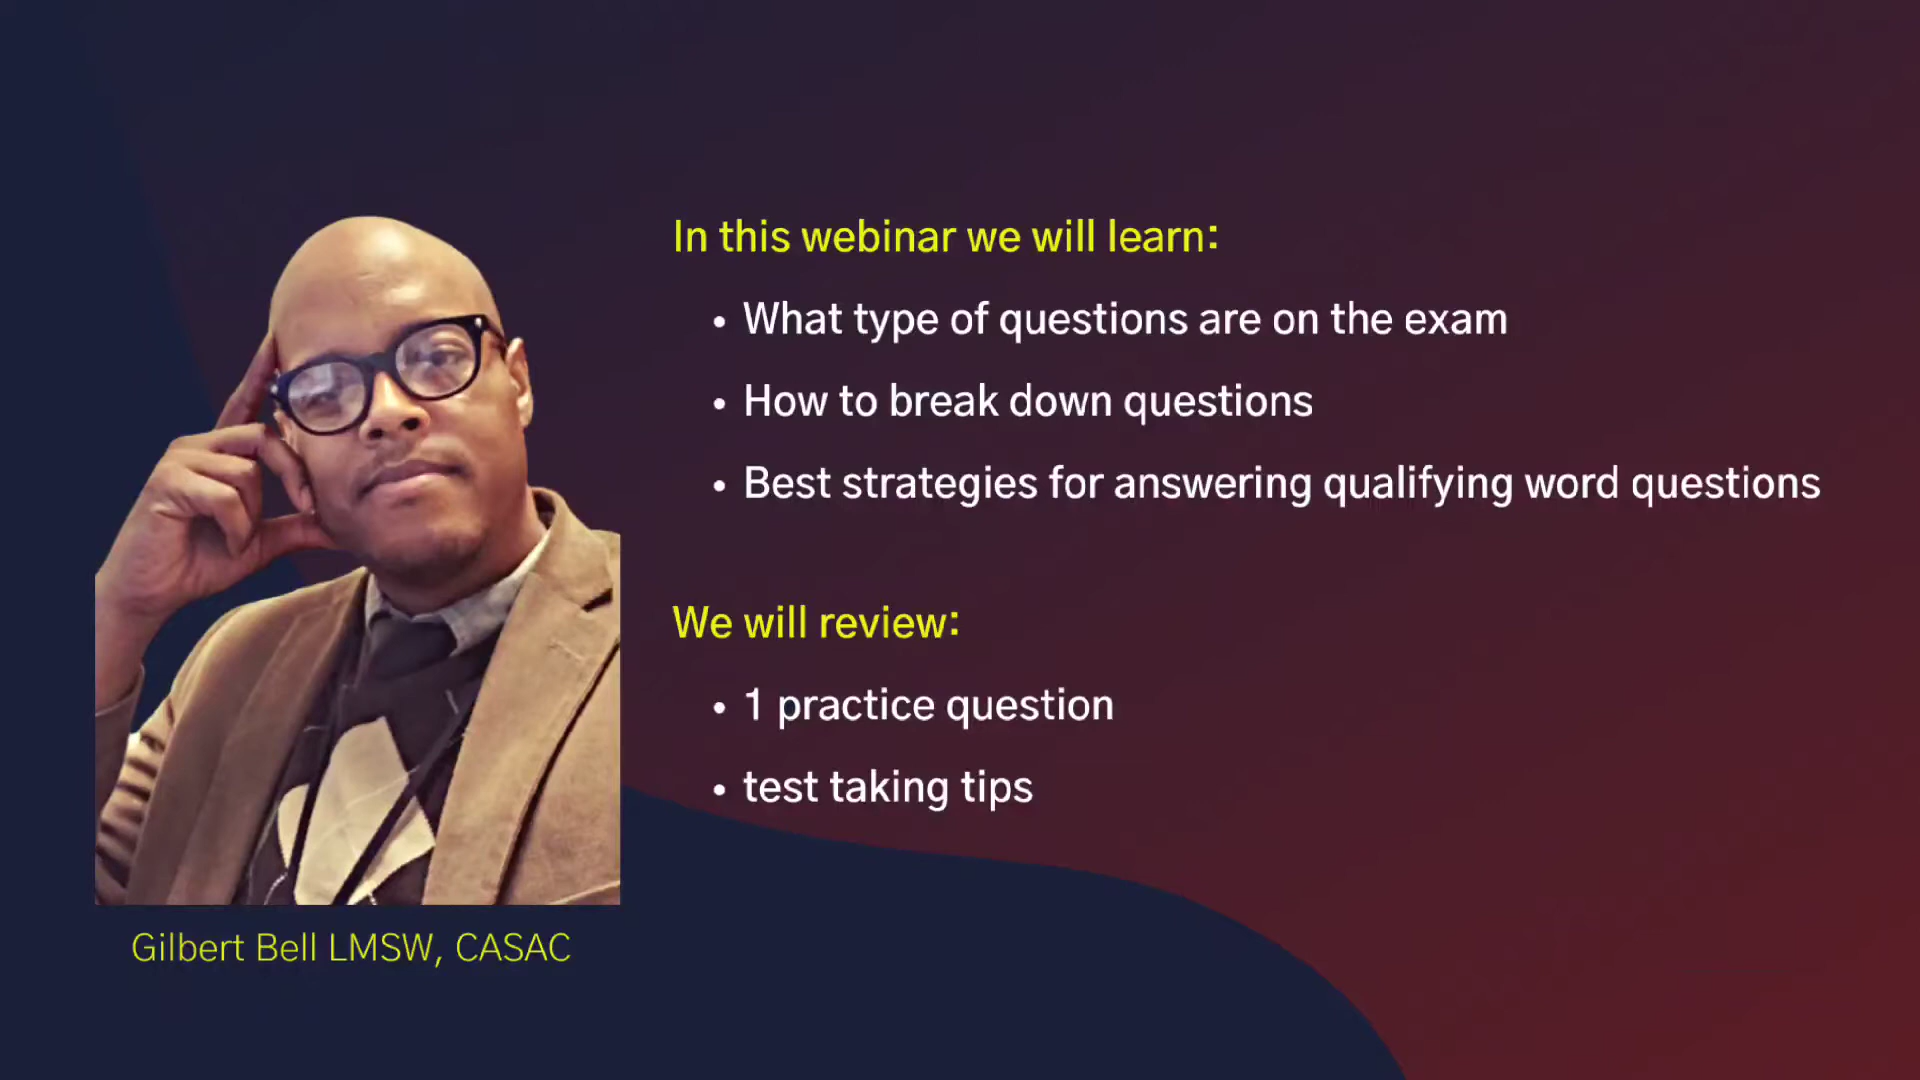 In this webinar we will learn:
• What type of questions are on the exam
• How to break down questions
• Best strategies for answering qualifying word questions
We will review:
• 1 practice question
• test taking tips
Gilbert Bell LMSW, CASAC